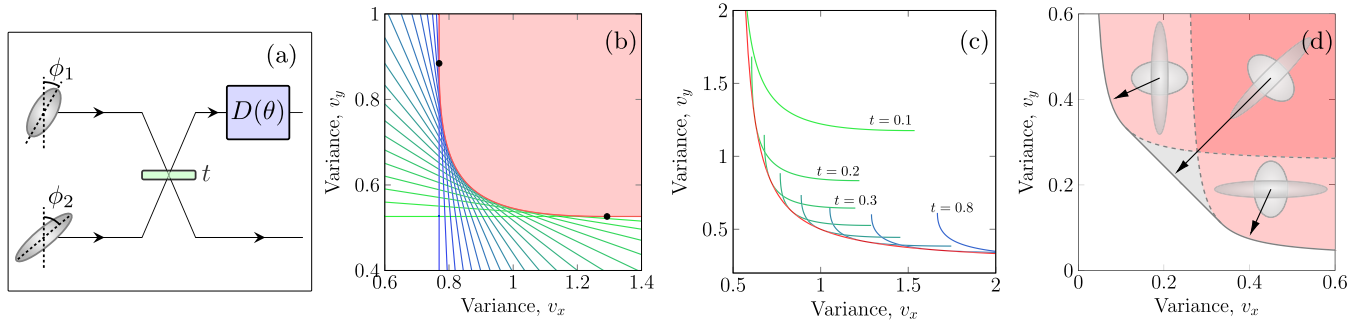 (a)
ϕ1
D(θ)
t
ϕ2
(b)
1
0.8
0.6
0.4
0.6 0.8 1 1.2 1.4
Variance, vy
Variance, vx
(c)
2
1.5
1
0.5
0.5 1 1.5 2
t = 0.1
t = 0.2
t = 0.3
t = 0.8
Variance, vy
Variance, vx
(d)
0.6
0.4
0.2
0
0 0.2 0.4 0.6
Variance, vy
Variance, vx